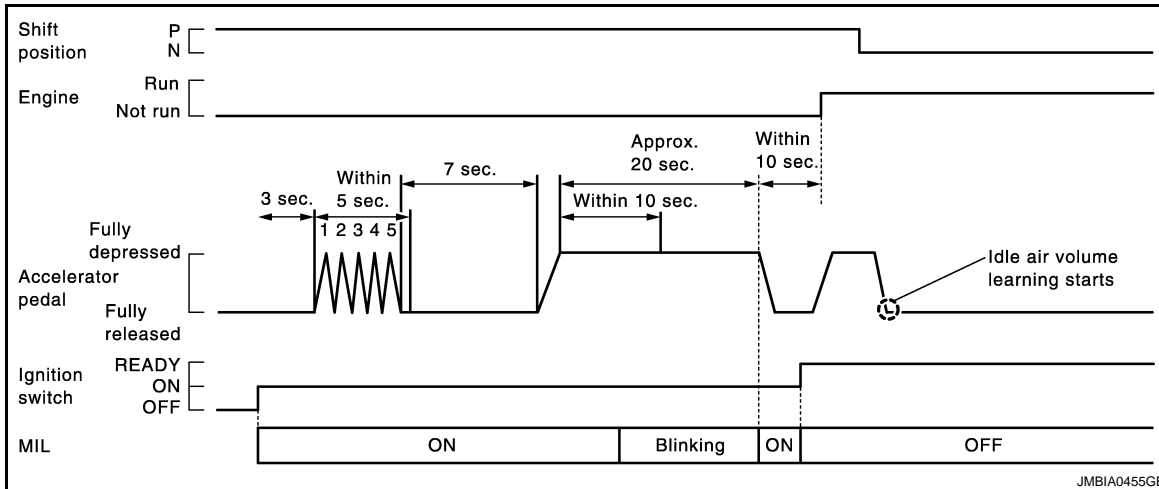 Shift position
P
N
Engine
Run
Not run
Approx. 20 sec.
Within 10 sec.
7 sec.
Within 5 sec.
3 sec.
Within 10 sec.
1 2 3 4 5
Fully depressed
Accelerator pedal
Fully released
Idle air volume learning starts
Ignition switch
READY
ON
OFF
MIL
ON
Blinking
ON
OFF
JMBIA0455GB